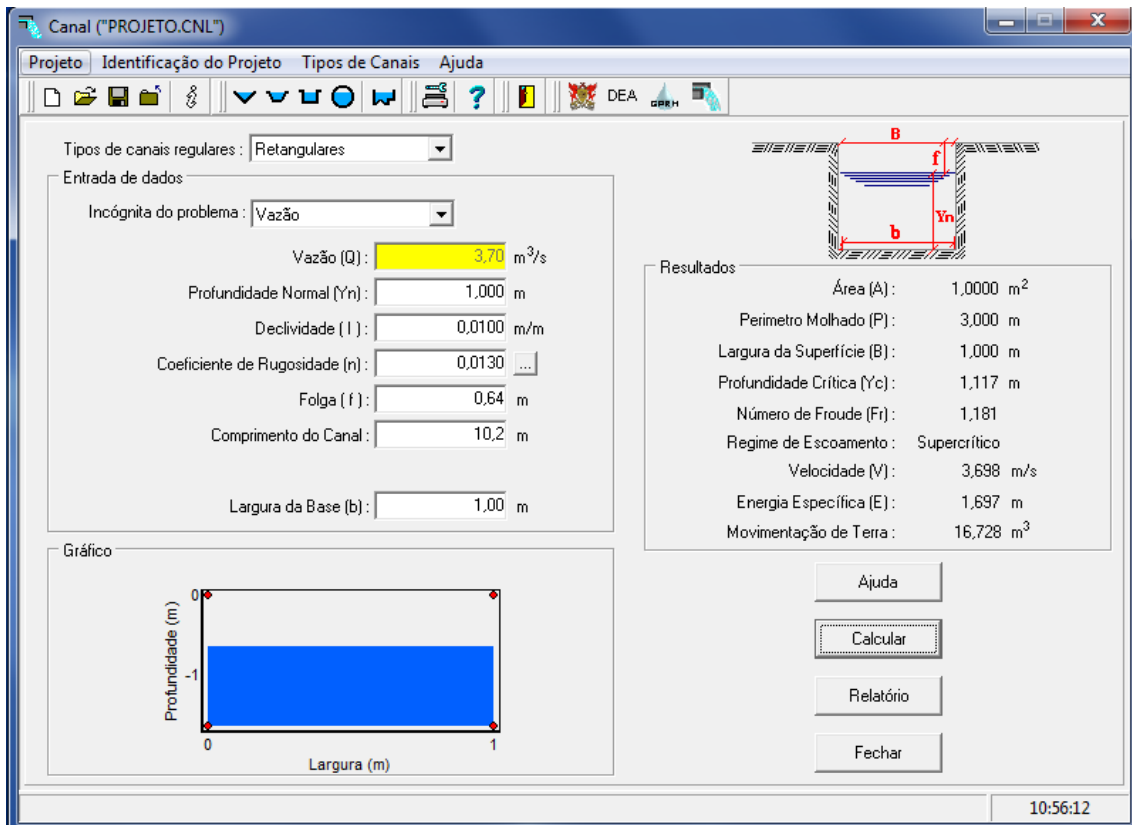 Canal ("PROJETO.CNL")
Projeto Identificação do Projeto Tipos de Canais Ajuda
DEA GPRH
Tipos de canais regulares : Retangulares
Entrada de dados
Incógnita do problema : Vazão
Vazão (Q) : 3,70 m³/s
Profundidade Normal (Yn) : 1,000 m
Declividade ( I ) : 0,0100 m/m
Coeficiente de Rugosidade (n) : 0,0130 ...
Folga ( f ) : 0,64 m
Comprimento do Canal : 10,2 m
Largura da Base (b) : 1,00 m
Gráfico
Profundidade (m)
0
-1
0 1
Largura (m)
B
f
Yn
b
Resultados
Área (A) : 1,0000 m²
Perimetro Molhado (P) : 3,000 m
Largura da Superfície (B) : 1,000 m
Profundidade Crítica (Yc) : 1,117 m
Número de Froude (Fr) : 1,181
Regime de Escoamento : Supercrítico
Velocidade (V) : 3,698 m/s
Energia Específica (E) : 1,697 m
Movimentação de Terra : 16,728 m³
Ajuda
Calcular
Relatório
Fechar
10:56:12